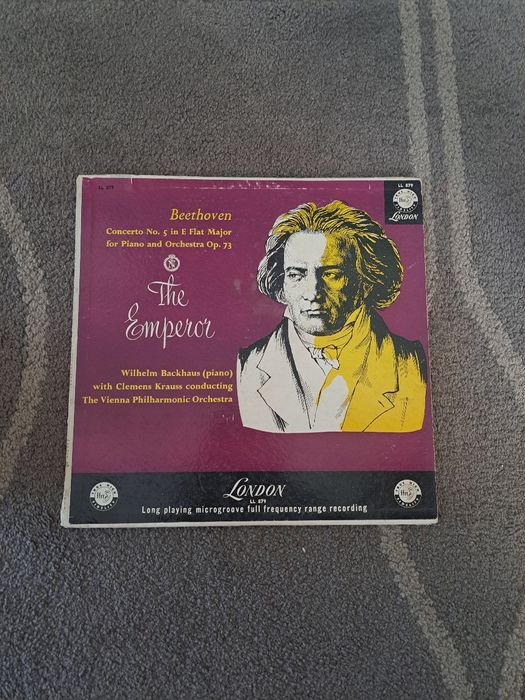 LL 879
LL 879
LONDON
Beethoven
Concerto No. 5 in E Flat Major
for Piano and Orchestra Op. 73
The
Emperor
Wilhelm Backhaus (piano)
with Clemens Krauss conducting
The Vienna Philharmonic Orchestra
LONDON
LL 879
Long playing microgroove full frequency range recording